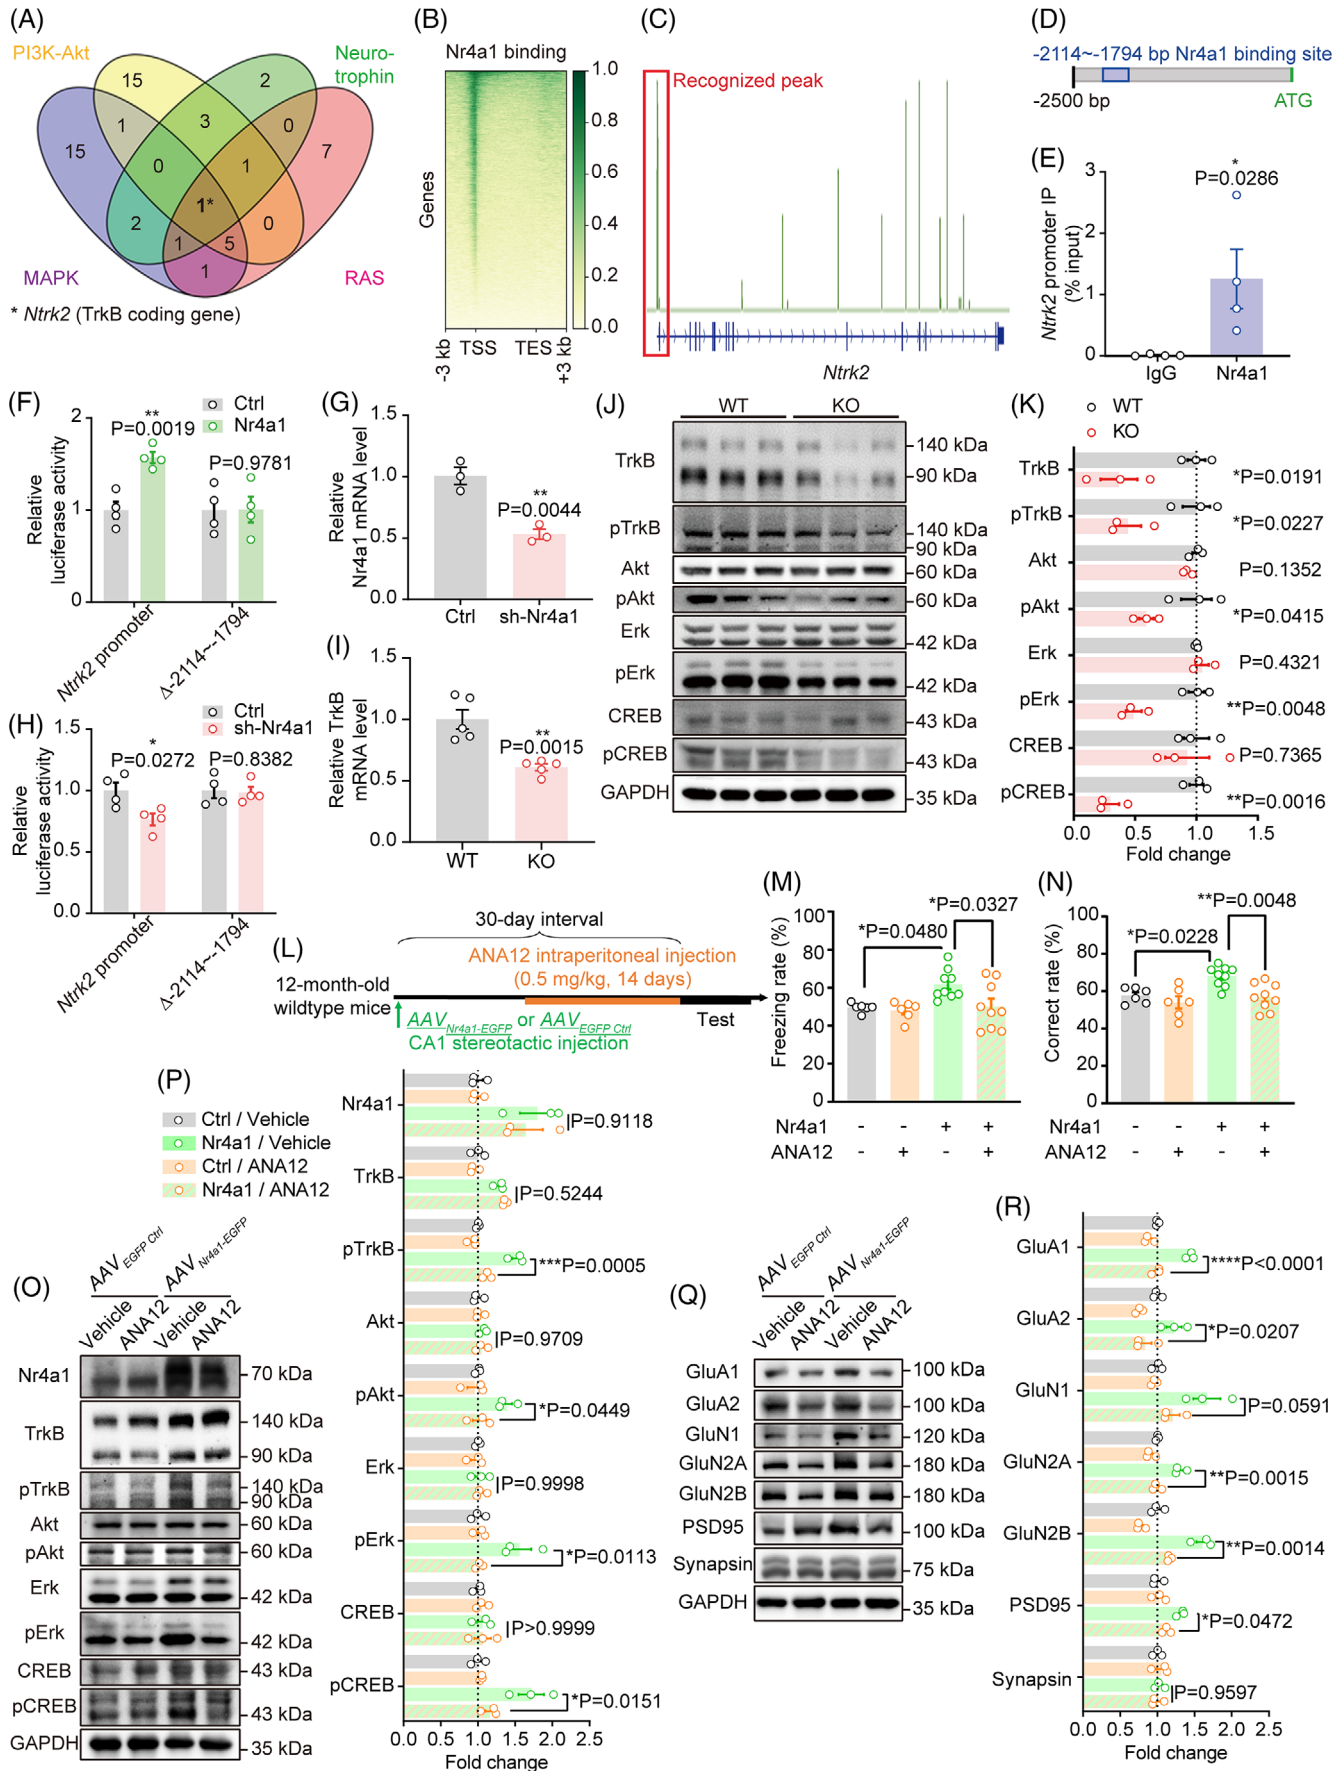 (A)
PI3K-Akt
Neuro-
trophin
15
2
1
3
0
15
0
1
7
1*
2
0
1
5
1
MAPK
RAS
* Ntrk2 (TrkB coding gene)
(B)
Nr4a1 binding
Genes
1.0
0.8
0.6
0.4
0.2
0.0
-3 kb
TSS
TES
+3 kb
(C)
Recognized peak
Ntrk2
(D)
-2114~-1794 bp Nr4a1 binding site
-2500 bp
ATG
(E)
Ntrk2 promoter IP
(% input)
3
2
1
0
*
P=0.0286
IgG
Nr4a1
(F)
Relative
luciferase activity
2
1
0
Ctrl
Nr4a1
**
P=0.0019
P=0.9781
Ntrk2 promoter
Δ-2114~-1794
(G)
Relative
Nr4a1 mRNA level
1.5
1.0
0.5
0.0
**
P=0.0044
Ctrl
sh-Nr4a1
(H)
Relative
luciferase activity
1.5
1.0
0.5
0.0
Ctrl
sh-Nr4a1
*
P=0.0272
P=0.8382
Ntrk2 promoter
Δ-2114~-1794
(I)
Relative TrkB
mRNA level
1.5
1.0
0.5
0.0
**
P=0.0015
WT
KO
(J)
WT
KO
TrkB
140 kDa
90 kDa
pTrkB
140 kDa
90 kDa
Akt
60 kDa
pAkt
60 kDa
Erk
42 kDa
pErk
42 kDa
CREB
43 kDa
pCREB
43 kDa
GAPDH
35 kDa
(K)
WT
KO
TrkB
*P=0.0191
pTrkB
*P=0.0227
Akt
P=0.1352
pAkt
*P=0.0415
Erk
P=0.4321
pErk
**P=0.0048
CREB
P=0.7365
pCREB
**P=0.0016
0.0
0.5
1.0
1.5
Fold change
(L)
30-day interval
ANA12 intraperitoneal injection
(0.5 mg/kg, 14 days)
12-month-old
wildtype mice
Test
AAV Nr4a1-EGFP or AAV EGFP Ctrl
CA1 stereotactic injection
(M)
Freezing rate (%)
100
80
60
40
20
0
*P=0.0480
*P=0.0327
Nr4a1 - - + +
ANA12 - + - +
(N)
Correct rate (%)
100
80
60
40
20
0
*P=0.0228
**P=0.0048
Nr4a1 - - + +
ANA12 - + - +
(O)
AAV EGFP Ctrl
AAV Nr4a1-EGFP
Vehicle
ANA12
Vehicle
ANA12
Nr4a1
70 kDa
TrkB
140 kDa
90 kDa
pTrkB
140 kDa
90 kDa
Akt
60 kDa
pAkt
60 kDa
Erk
42 kDa
pErk
42 kDa
CREB
43 kDa
pCREB
43 kDa
GAPDH
35 kDa
(P)
Ctrl / Vehicle
Nr4a1 / Vehicle
Ctrl / ANA12
Nr4a1 / ANA12
Nr4a1
P=0.9118
TrkB
P=0.5244
pTrkB
***P=0.0005
Akt
P=0.9709
pAkt
*P=0.0449
Erk
P=0.9998
pErk
*P=0.0113
CREB
P>0.9999
pCREB
*P=0.0151
0.0
0.5
1.0
1.5
2.0
2.5
Fold change
(Q)
AAV EGFP Ctrl
AAV Nr4a1-EGFP
Vehicle
ANA12
Vehicle
ANA12
GluA1
100 kDa
GluA2
100 kDa
GluN1
120 kDa
GluN2A
180 kDa
GluN2B
180 kDa
PSD95
100 kDa
Synapsin
75 kDa
GAPDH
35 kDa
(R)
GluA1
****P<0.0001
GluA2
*P=0.0207
GluN1
P=0.0591
GluN2A
**P=0.0015
GluN2B
**P=0.0014
PSD95
*P=0.0472
Synapsin
P=0.9597
0.0
0.5
1.0
1.5
2.0
2.5
Fold change